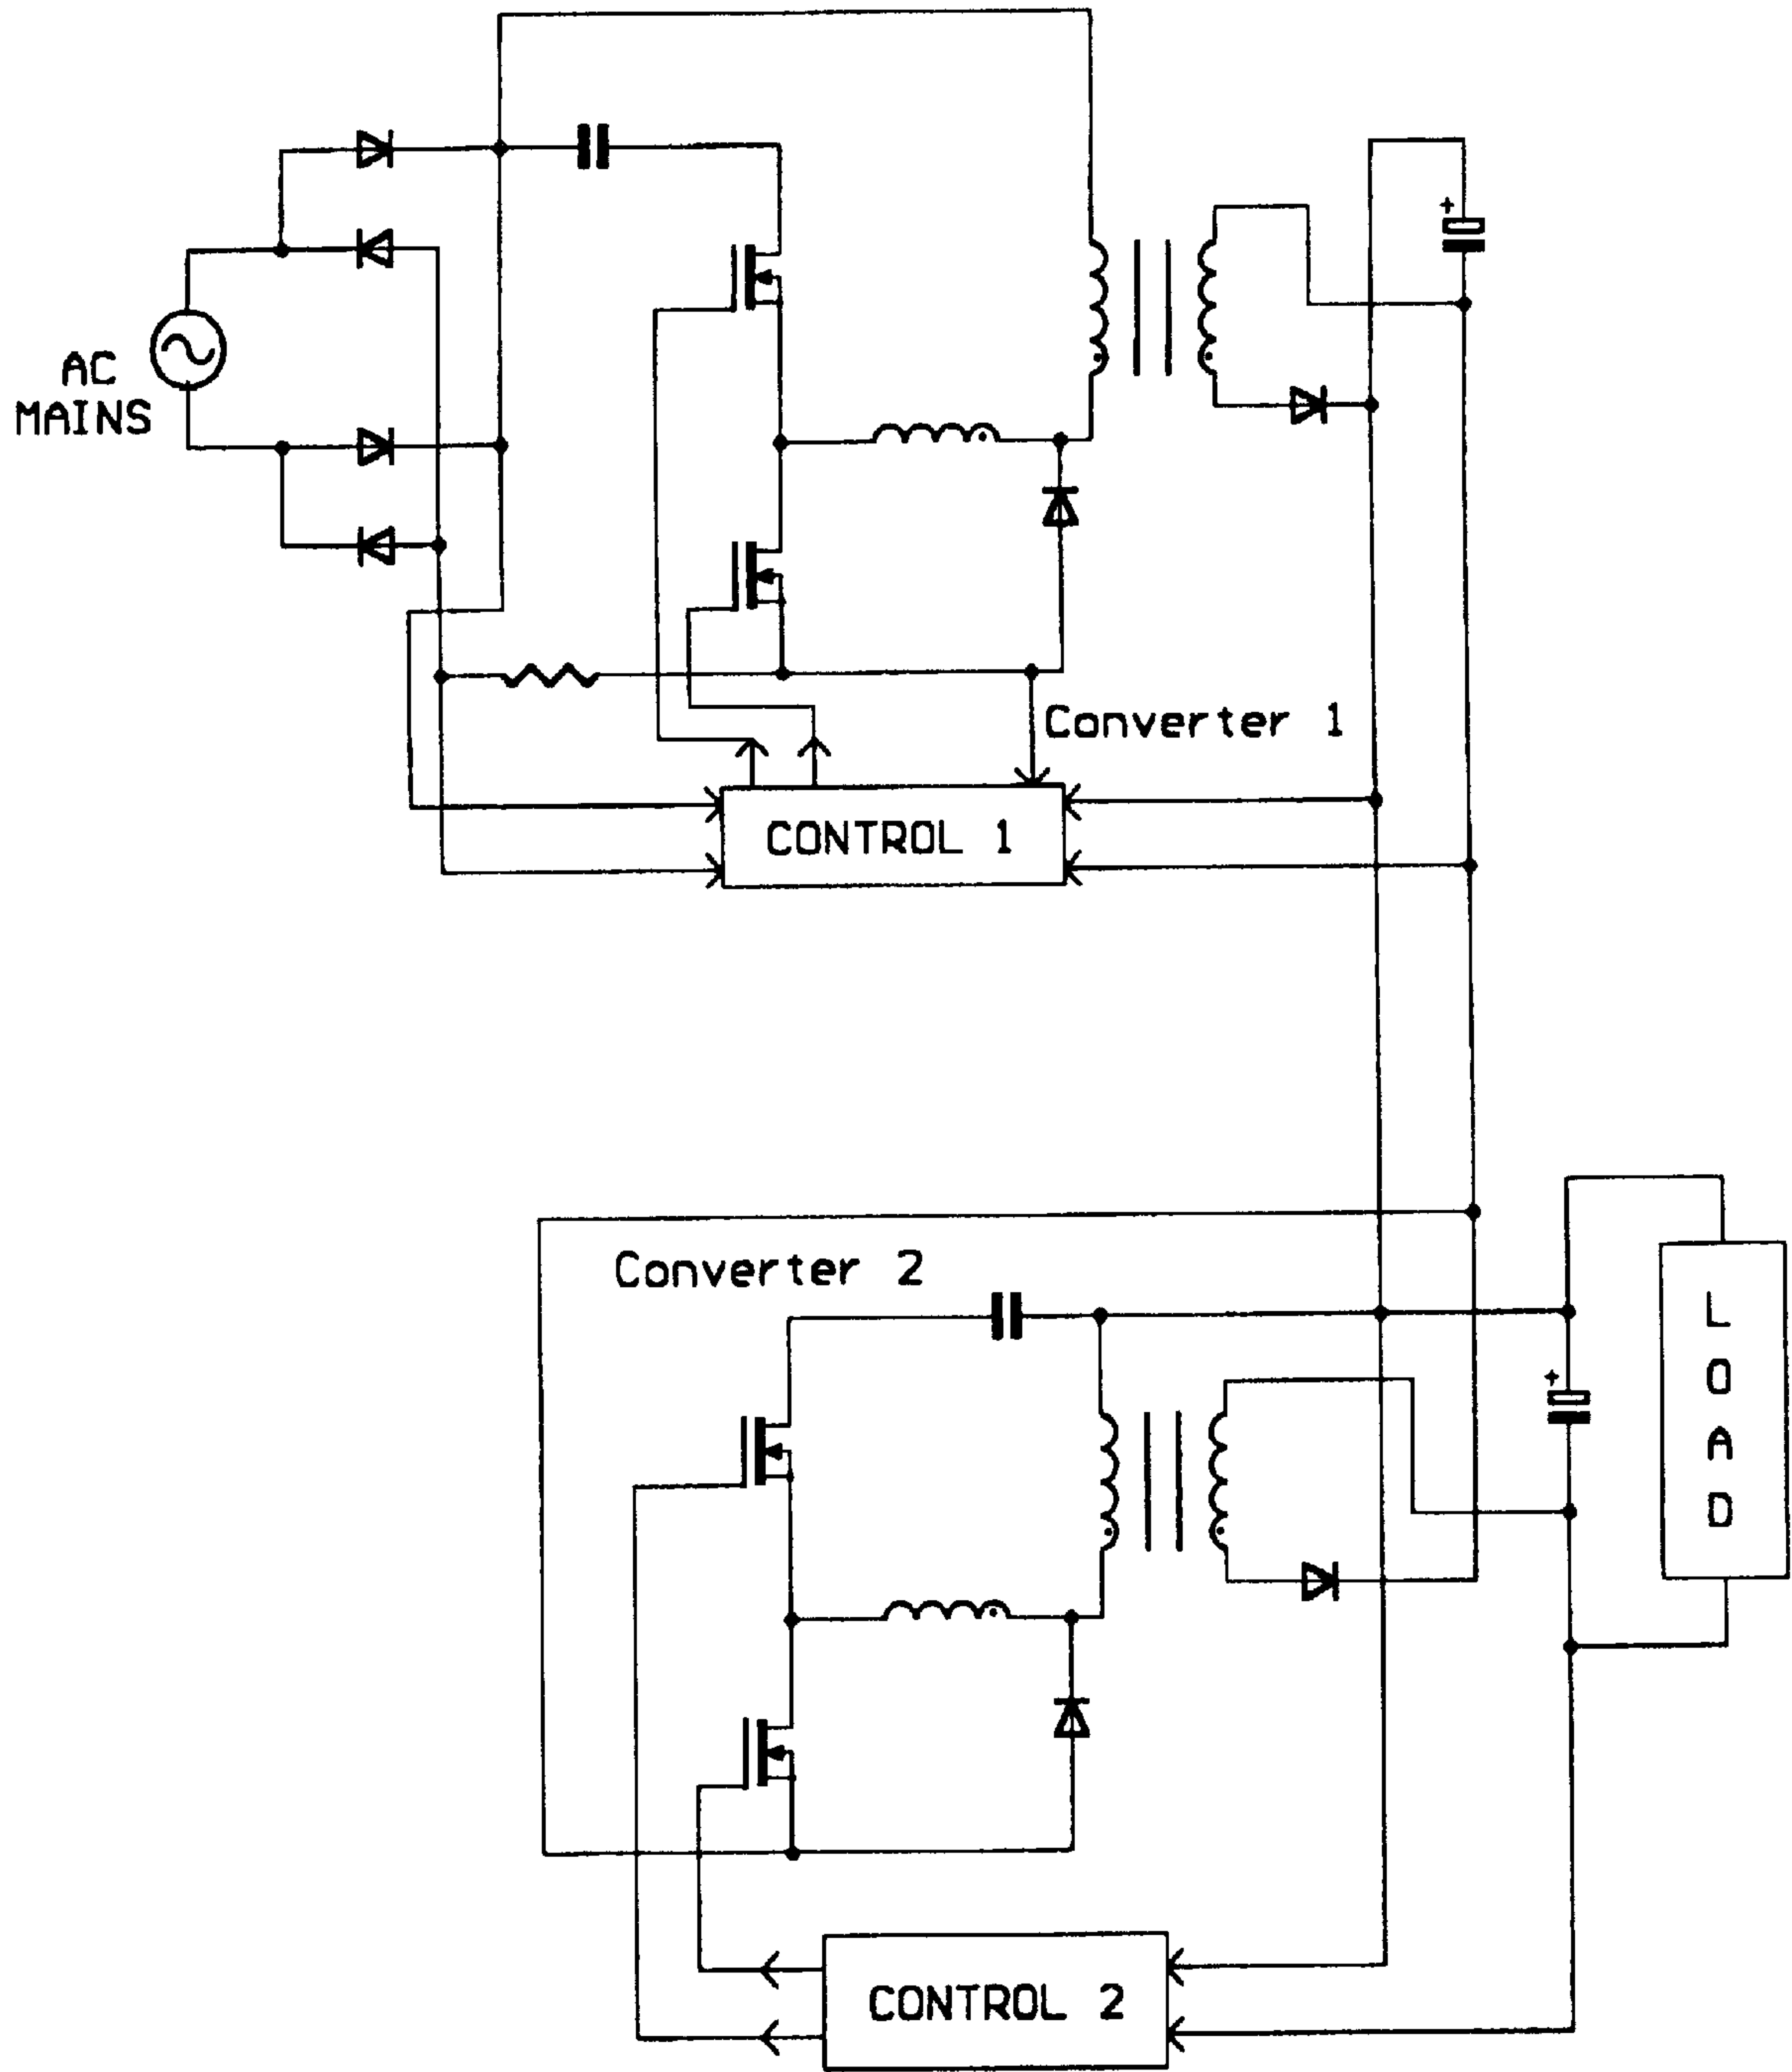 AC
MAINS
+
Converter 1
CONTROL 1
Converter 2
+
L
O
A
D
CONTROL 2